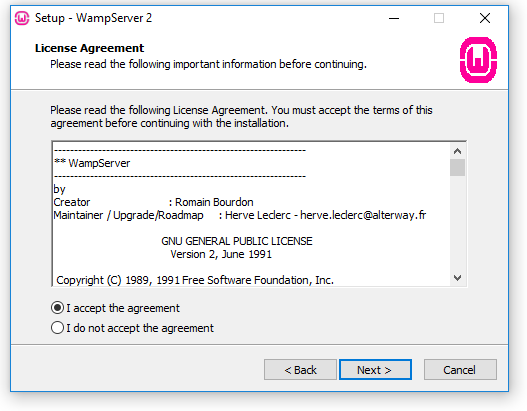 Setup - WampServer 2
License Agreement
Please read the following important information before continuing.
Please read the following License Agreement. You must accept the terms of this
agreement before continuing with the installation.
------------------------------------------------------------
** WampServer
------------------------------------------------------------
by
Creator : Romain Bourdon
Maintainer / Upgrade/Roadmap : Herve Leclerc - herve.leclerc@alterway.fr
GNU GENERAL PUBLIC LICENSE
Version 2, June 1991
Copyright (C) 1989, 1991 Free Software Foundation, Inc.
I accept the agreement
I do not accept the agreement
< Back
Next >
Cancel